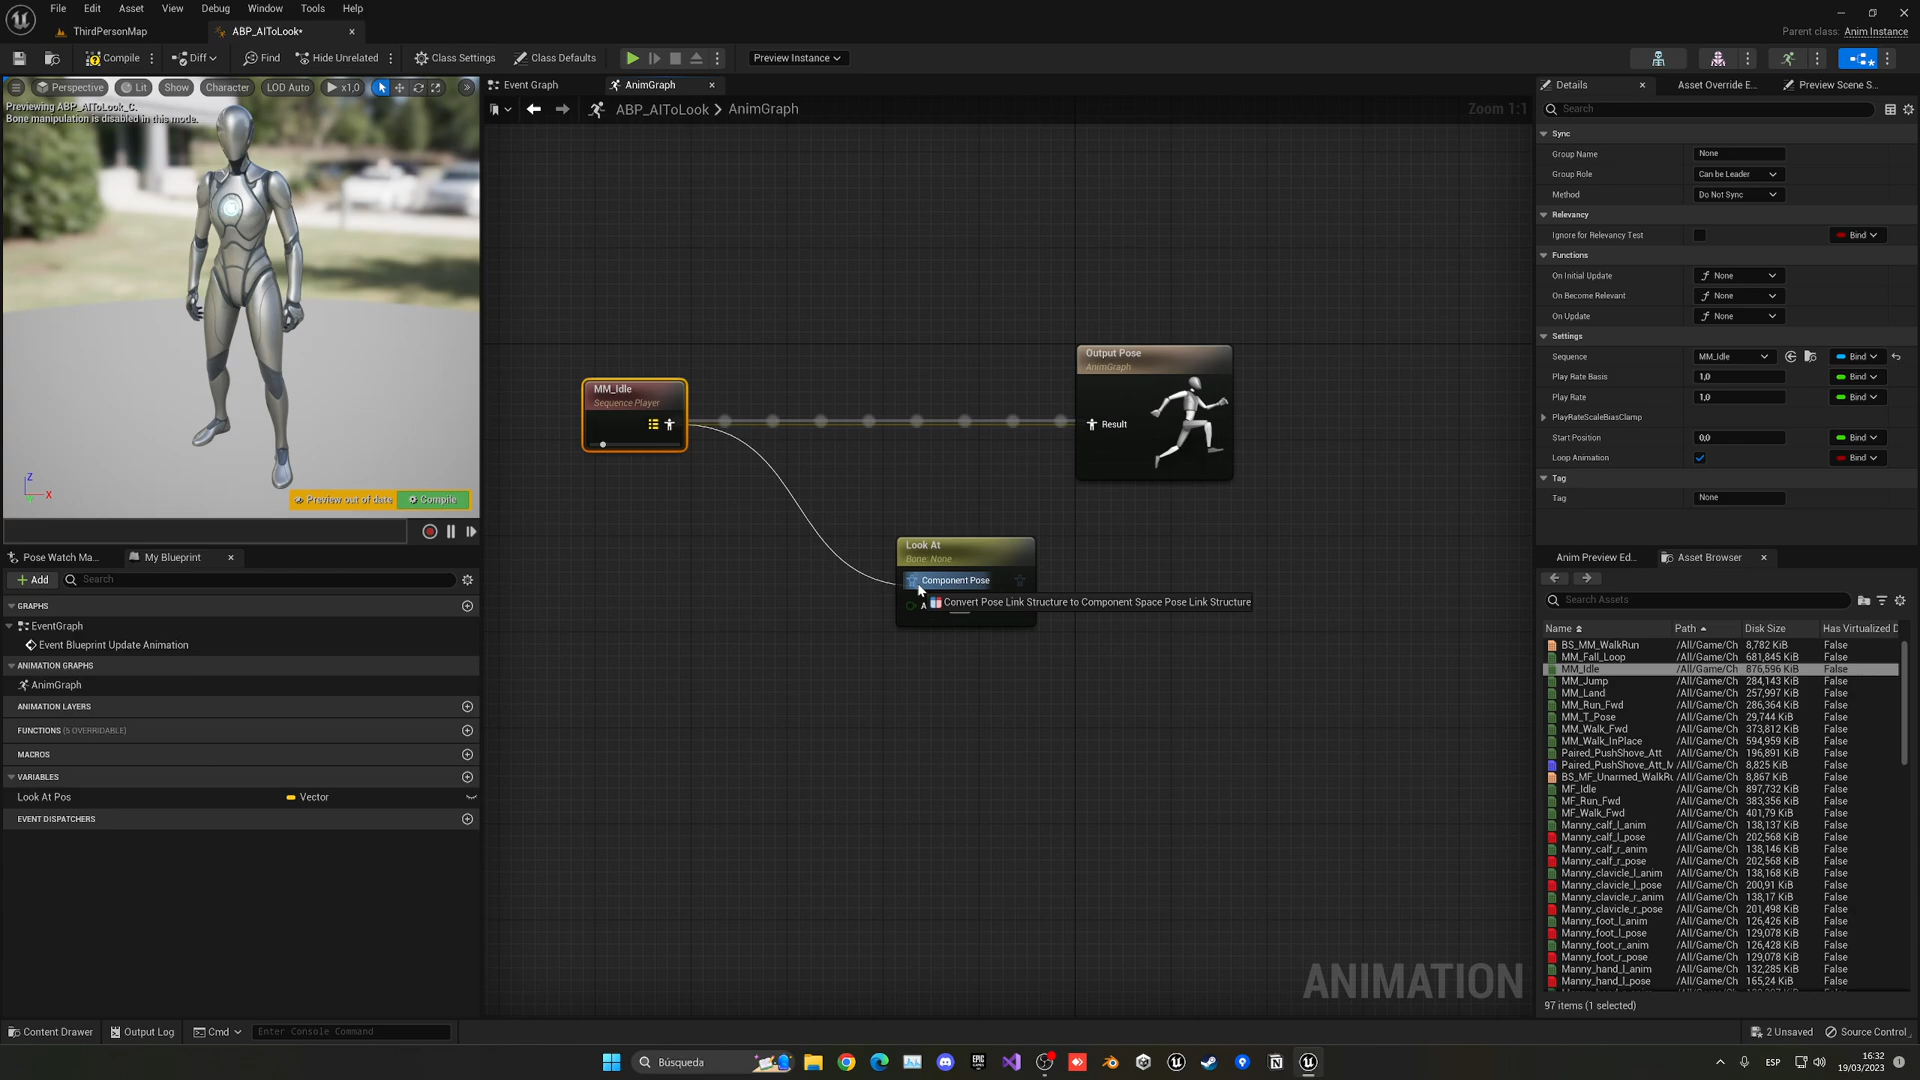 File Edit Asset View Debug Window Tools Help
ThirdPersonMap
ABP_AIToLook*
Parent class: Anim Instance
Compile Diff Find Hide Unrelated Class Settings Class Defaults Preview Instance
Perspective Lit Show Character LOD Auto x1,0
Previewing ABP_AIToLook_C.
Bone manipulation is disabled in this mode.
Z
X
Preview out of date Compile
Pose Watch Ma... My Blueprint
Add Search
GRAPHS
EventGraph
Event Blueprint Update Animation
ANIMATION GRAPHS
AnimGraph
ANIMATION LAYERS
FUNCTIONS (5 OVERRIDABLE)
MACROS
VARIABLES
Look At Pos Vector
EVENT DISPATCHERS
Event Graph AnimGraph
ABP_AIToLook > AnimGraph Zoom 1:1
MM_Idle
Sequence Player
Output Pose
AnimGraph
Result
Look At
Bone: None
Component Pose
A
Convert Pose Link Structure to Component Space Pose Link Structure
ANIMATION
Details Asset Override E... Preview Scene S...
Search
Sync
Group Name None
Group Role Can be Leader
Method Do Not Sync
Relevancy
Ignore for Relevancy Test Bind
Functions
On Initial Update None
On Become Relevant None
On Update None
Settings
Sequence MM_Idle Bind
Play Rate Basis 1,0 Bind
Play Rate 1,0 Bind
PlayRateScaleBiasClamp
Start Position 0,0 Bind
Loop Animation Bind
Tag
Tag None
Anim Preview Ed... Asset Browser
Search Assets
Name Path Disk Size Has Virtualized D
BS_MM_WalkRun /All/Game/Ch 8,782 KiB False
MM_Fall_Loop /All/Game/Ch 681,845 KiB False
MM_Idle /All/Game/Ch 876,596 KiB False
MM_Jump /All/Game/Ch 284,143 KiB False
MM_Land /All/Game/Ch 257,997 KiB False
MM_Run_Fwd /All/Game/Ch 286,364 KiB False
MM_T_Pose /All/Game/Ch 29,744 KiB False
MM_Walk_Fwd /All/Game/Ch 373,812 KiB False
MM_Walk_InPlace /All/Game/Ch 594,959 KiB False
Paired_PushShove_Att /All/Game/Ch 196,891 KiB False
Paired_PushShove_Att_M /All/Game/Ch 8,825 KiB False
BS_MF_Unarmed_WalkRu /All/Game/Ch 8,867 KiB False
MF_Idle /All/Game/Ch 897,732 KiB False
MF_Run_Fwd /All/Game/Ch 383,356 KiB False
MF_Walk_Fwd /All/Game/Ch 401,79 KiB False
Manny_calf_l_anim /All/Game/Ch 138,137 KiB False
Manny_calf_l_pose /All/Game/Ch 202,568 KiB False
Manny_calf_r_anim /All/Game/Ch 138,146 KiB False
Manny_calf_r_pose /All/Game/Ch 202,568 KiB False
Manny_clavicle_l_anim /All/Game/Ch 138,168 KiB False
Manny_clavicle_l_pose /All/Game/Ch 200,91 KiB False
Manny_clavicle_r_anim /All/Game/Ch 138,17 KiB False
Manny_clavicle_r_pose /All/Game/Ch 201,498 KiB False
Manny_foot_l_anim /All/Game/Ch 126,426 KiB False
Manny_foot_l_pose /All/Game/Ch 129,078 KiB False
Manny_foot_r_anim /All/Game/Ch 126,428 KiB False
Manny_foot_r_pose /All/Game/Ch 129,078 KiB False
Manny_hand_l_anim /All/Game/Ch 132,285 KiB False
Manny_hand_l_pose /All/Game/Ch 165,24 KiB False
97 items (1 selected)
Content Drawer Output Log Cmd Enter Console Command 2 Unsaved Source Control
Búsqueda
EPIC GAMES
ESP
16:32
19/03/2023
1